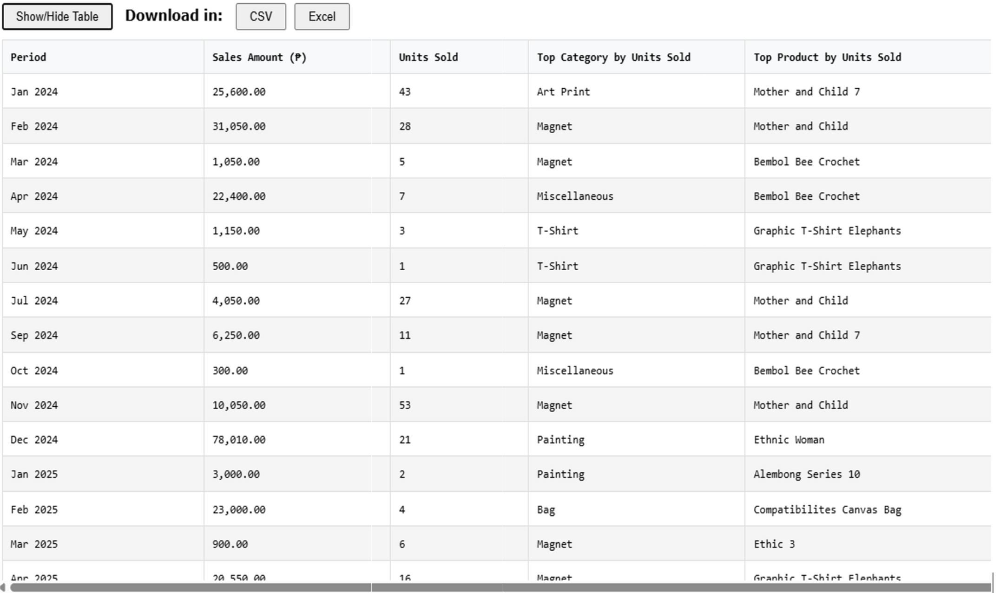 Show/Hide Table Download in: CSV Excel
Period Sales Amount (₱) Units Sold Top Category by Units Sold Top Product by Units Sold
Jan 2024 25,600.00 43 Art Print Mother and Child 7
Feb 2024 31,050.00 28 Magnet Mother and Child
Mar 2024 1,050.00 5 Magnet Bembol Bee Crochet
Apr 2024 22,400.00 7 Miscellaneous Bembol Bee Crochet
May 2024 1,150.00 3 T-Shirt Graphic T-Shirt Elephants
Jun 2024 500.00 1 T-Shirt Graphic T-Shirt Elephants
Jul 2024 4,050.00 27 Magnet Mother and Child
Sep 2024 6,250.00 11 Magnet Mother and Child 7
Oct 2024 300.00 1 Miscellaneous Bembol Bee Crochet
Nov 2024 10,050.00 53 Magnet Mother and Child
Dec 2024 78,010.00 21 Painting Ethnic Woman
Jan 2025 3,000.00 2 Painting Alembong Series 10
Feb 2025 23,000.00 4 Bag Compatibilites Canvas Bag
Mar 2025 900.00 6 Magnet Ethic 3
Apr 2025 20,550.00 16 Magnet Graphic T-Shirt Elephants